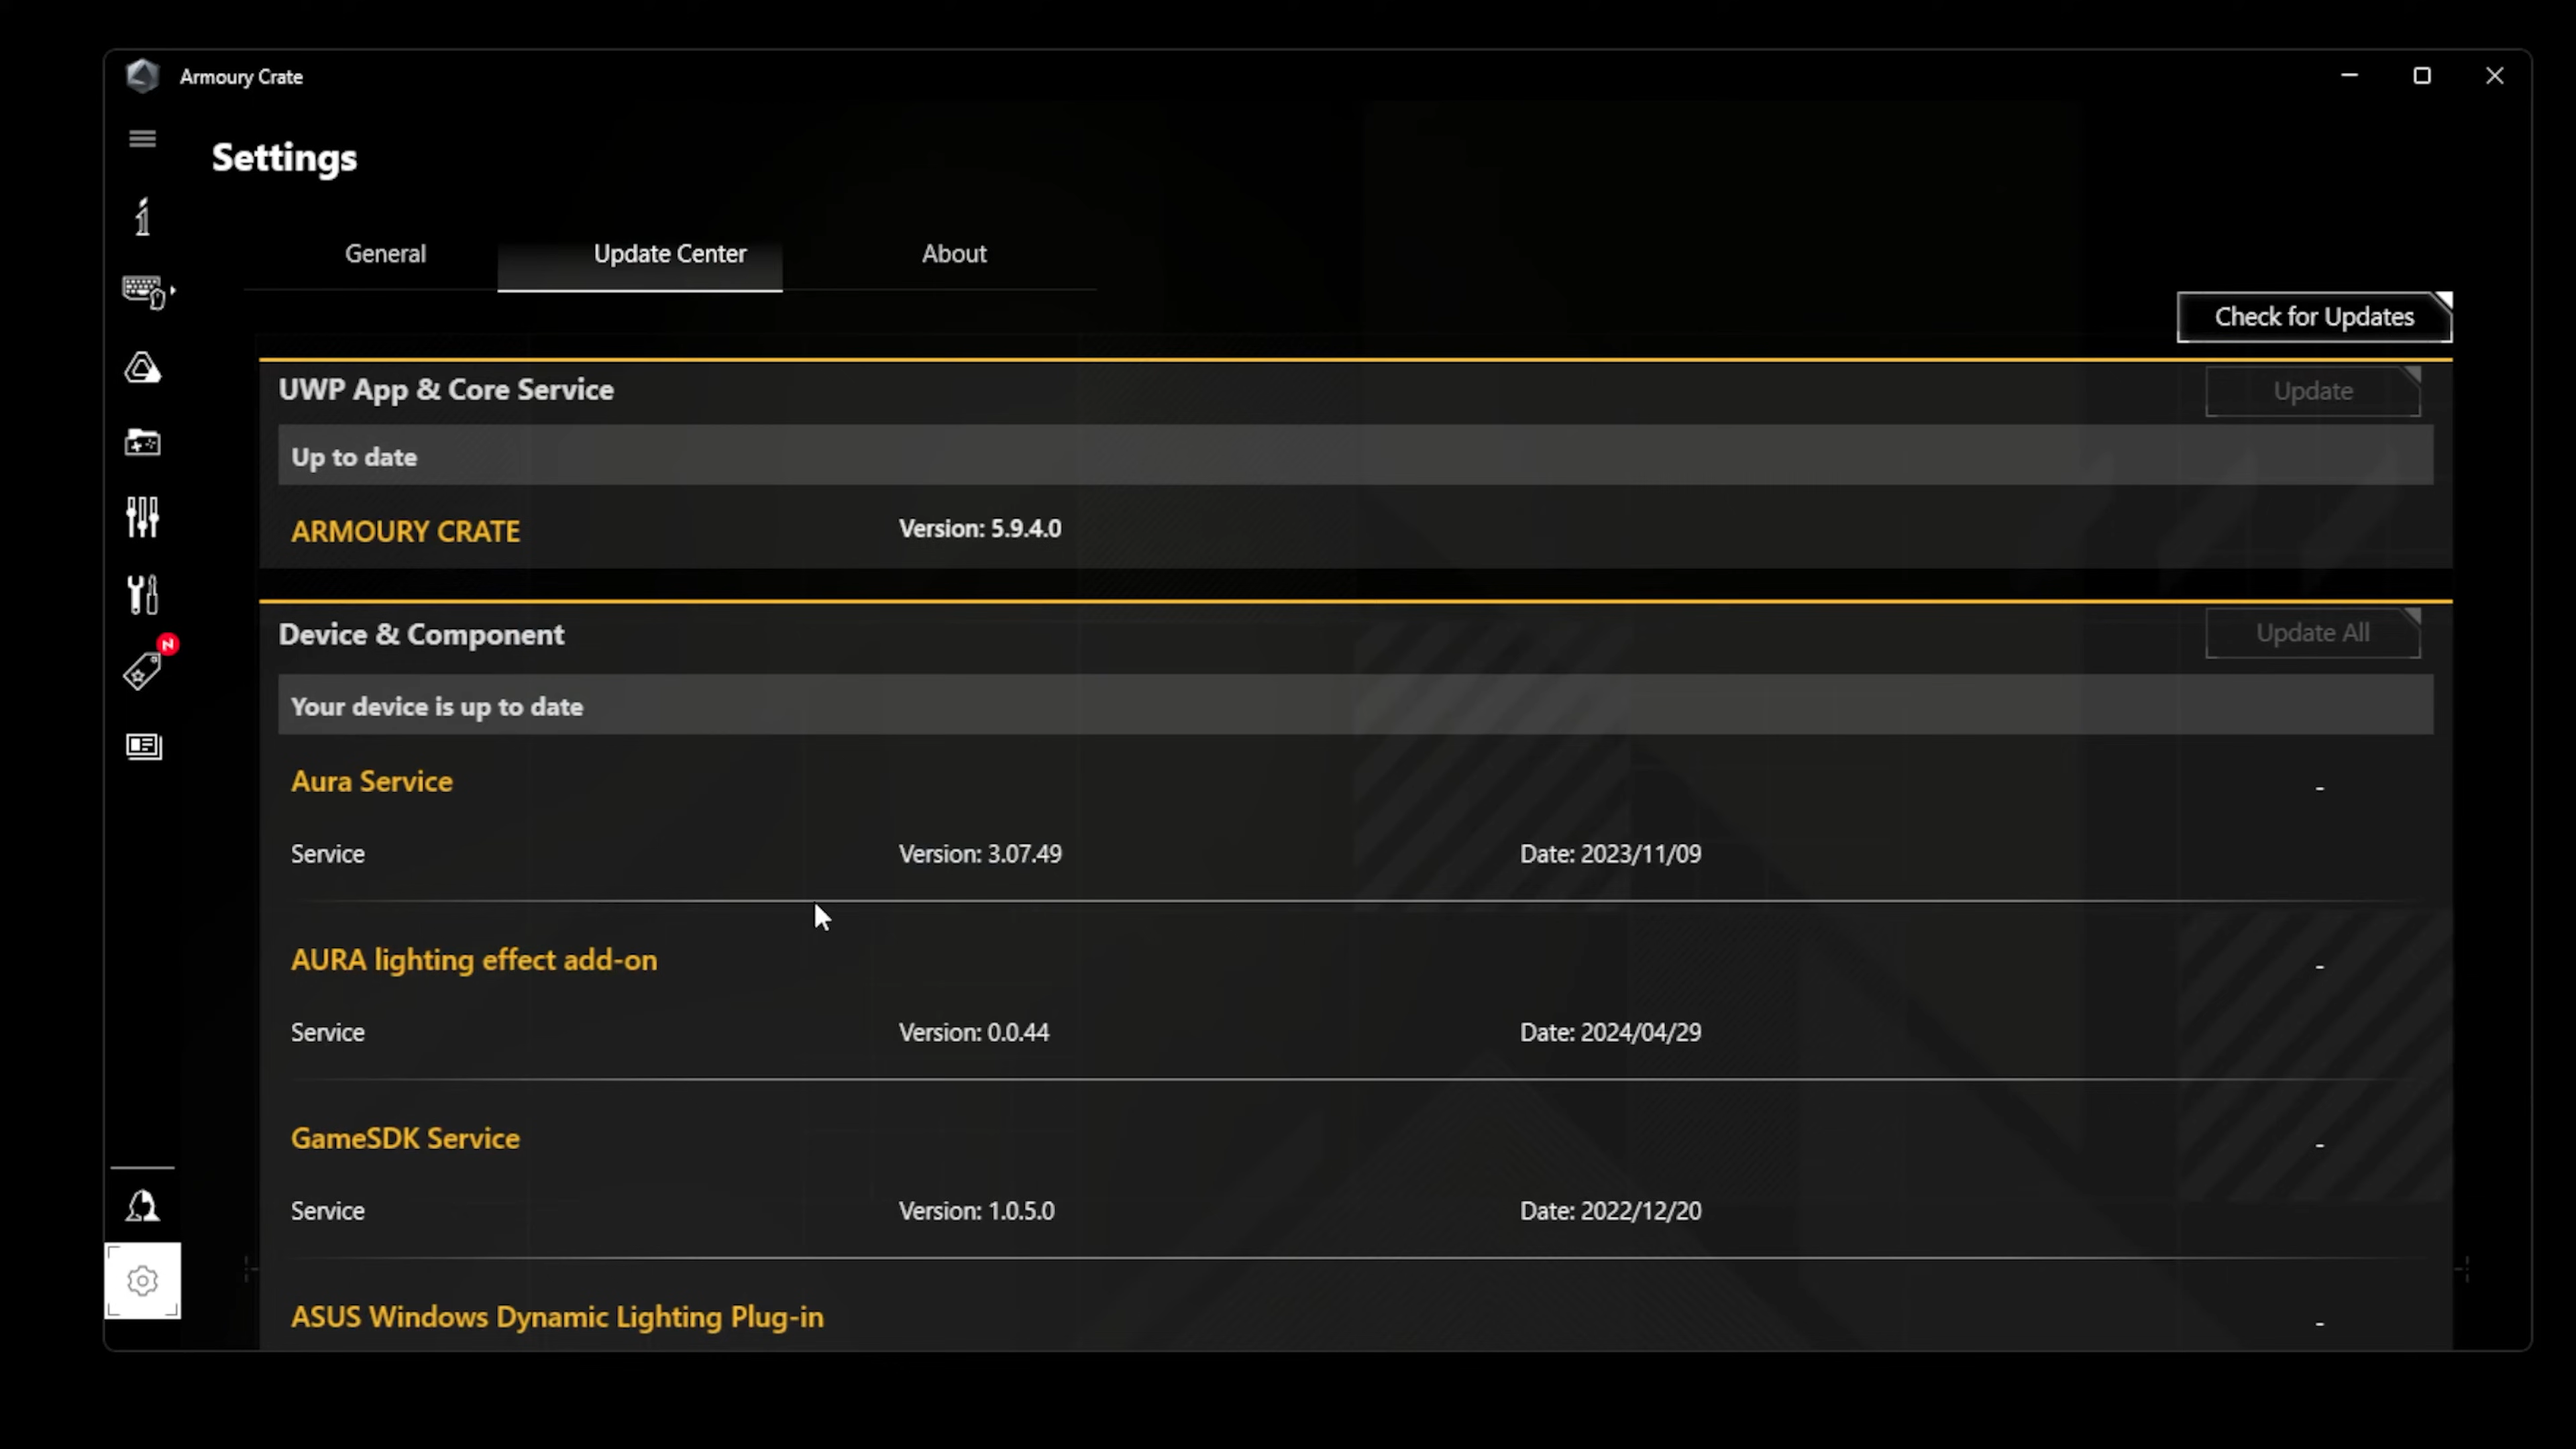 Armoury Crate
Settings
General Update Center About
Check for Updates
UWP App & Core Service Update
Up to date
ARMOURY CRATE Version: 5.9.4.0
Device & Component Update All
Your device is up to date
Aura Service -
Service Version: 3.07.49 Date: 2023/11/09
N
AURA lighting effect add-on -
Service Version: 0.0.44 Date: 2024/04/29
GameSDK Service -
Service Version: 1.0.5.0 Date: 2022/12/20
ASUS Windows Dynamic Lighting Plug-in -